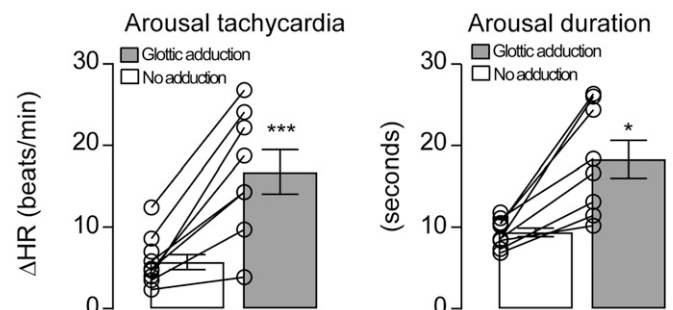 Arousal tachycardia
Glottic adduction
No adduction
ΔHR (beats/min)
30
20
10
0
***
Arousal duration
Glottic adduction
No adduction
(seconds)
30
20
10
0
*